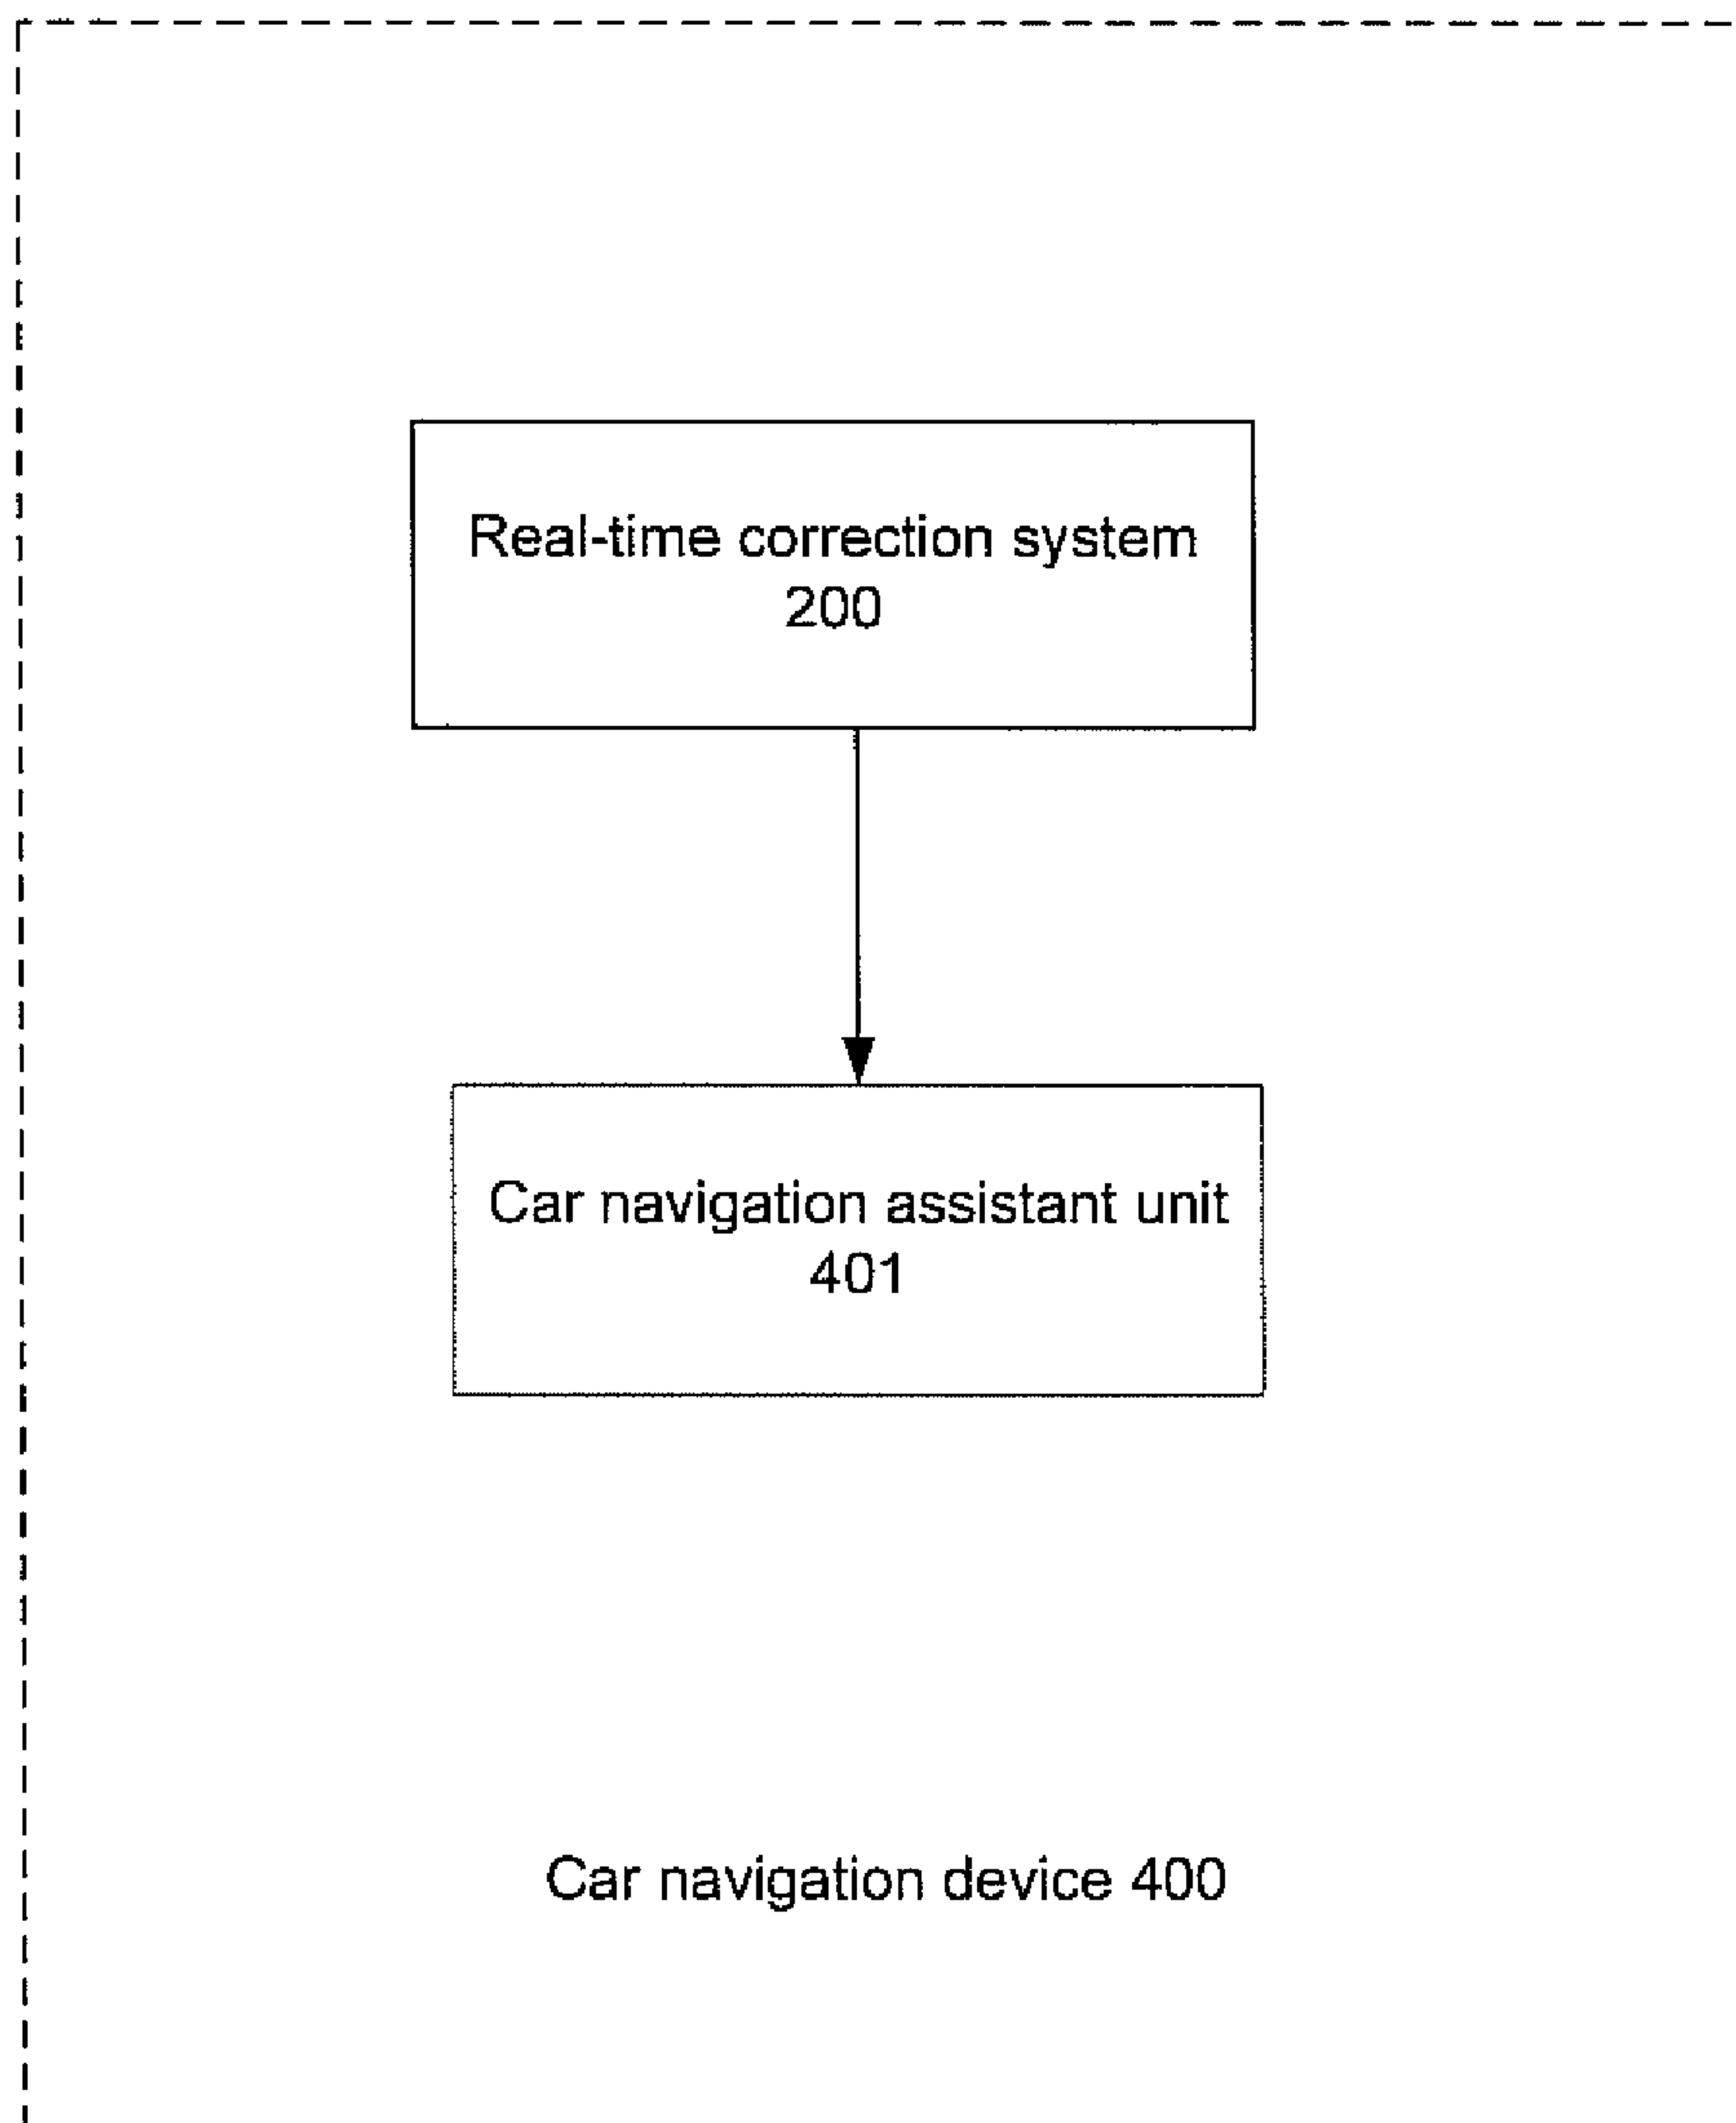 Real-time correction system
200
Car navigation assistant unit
401
Car navigation device 400